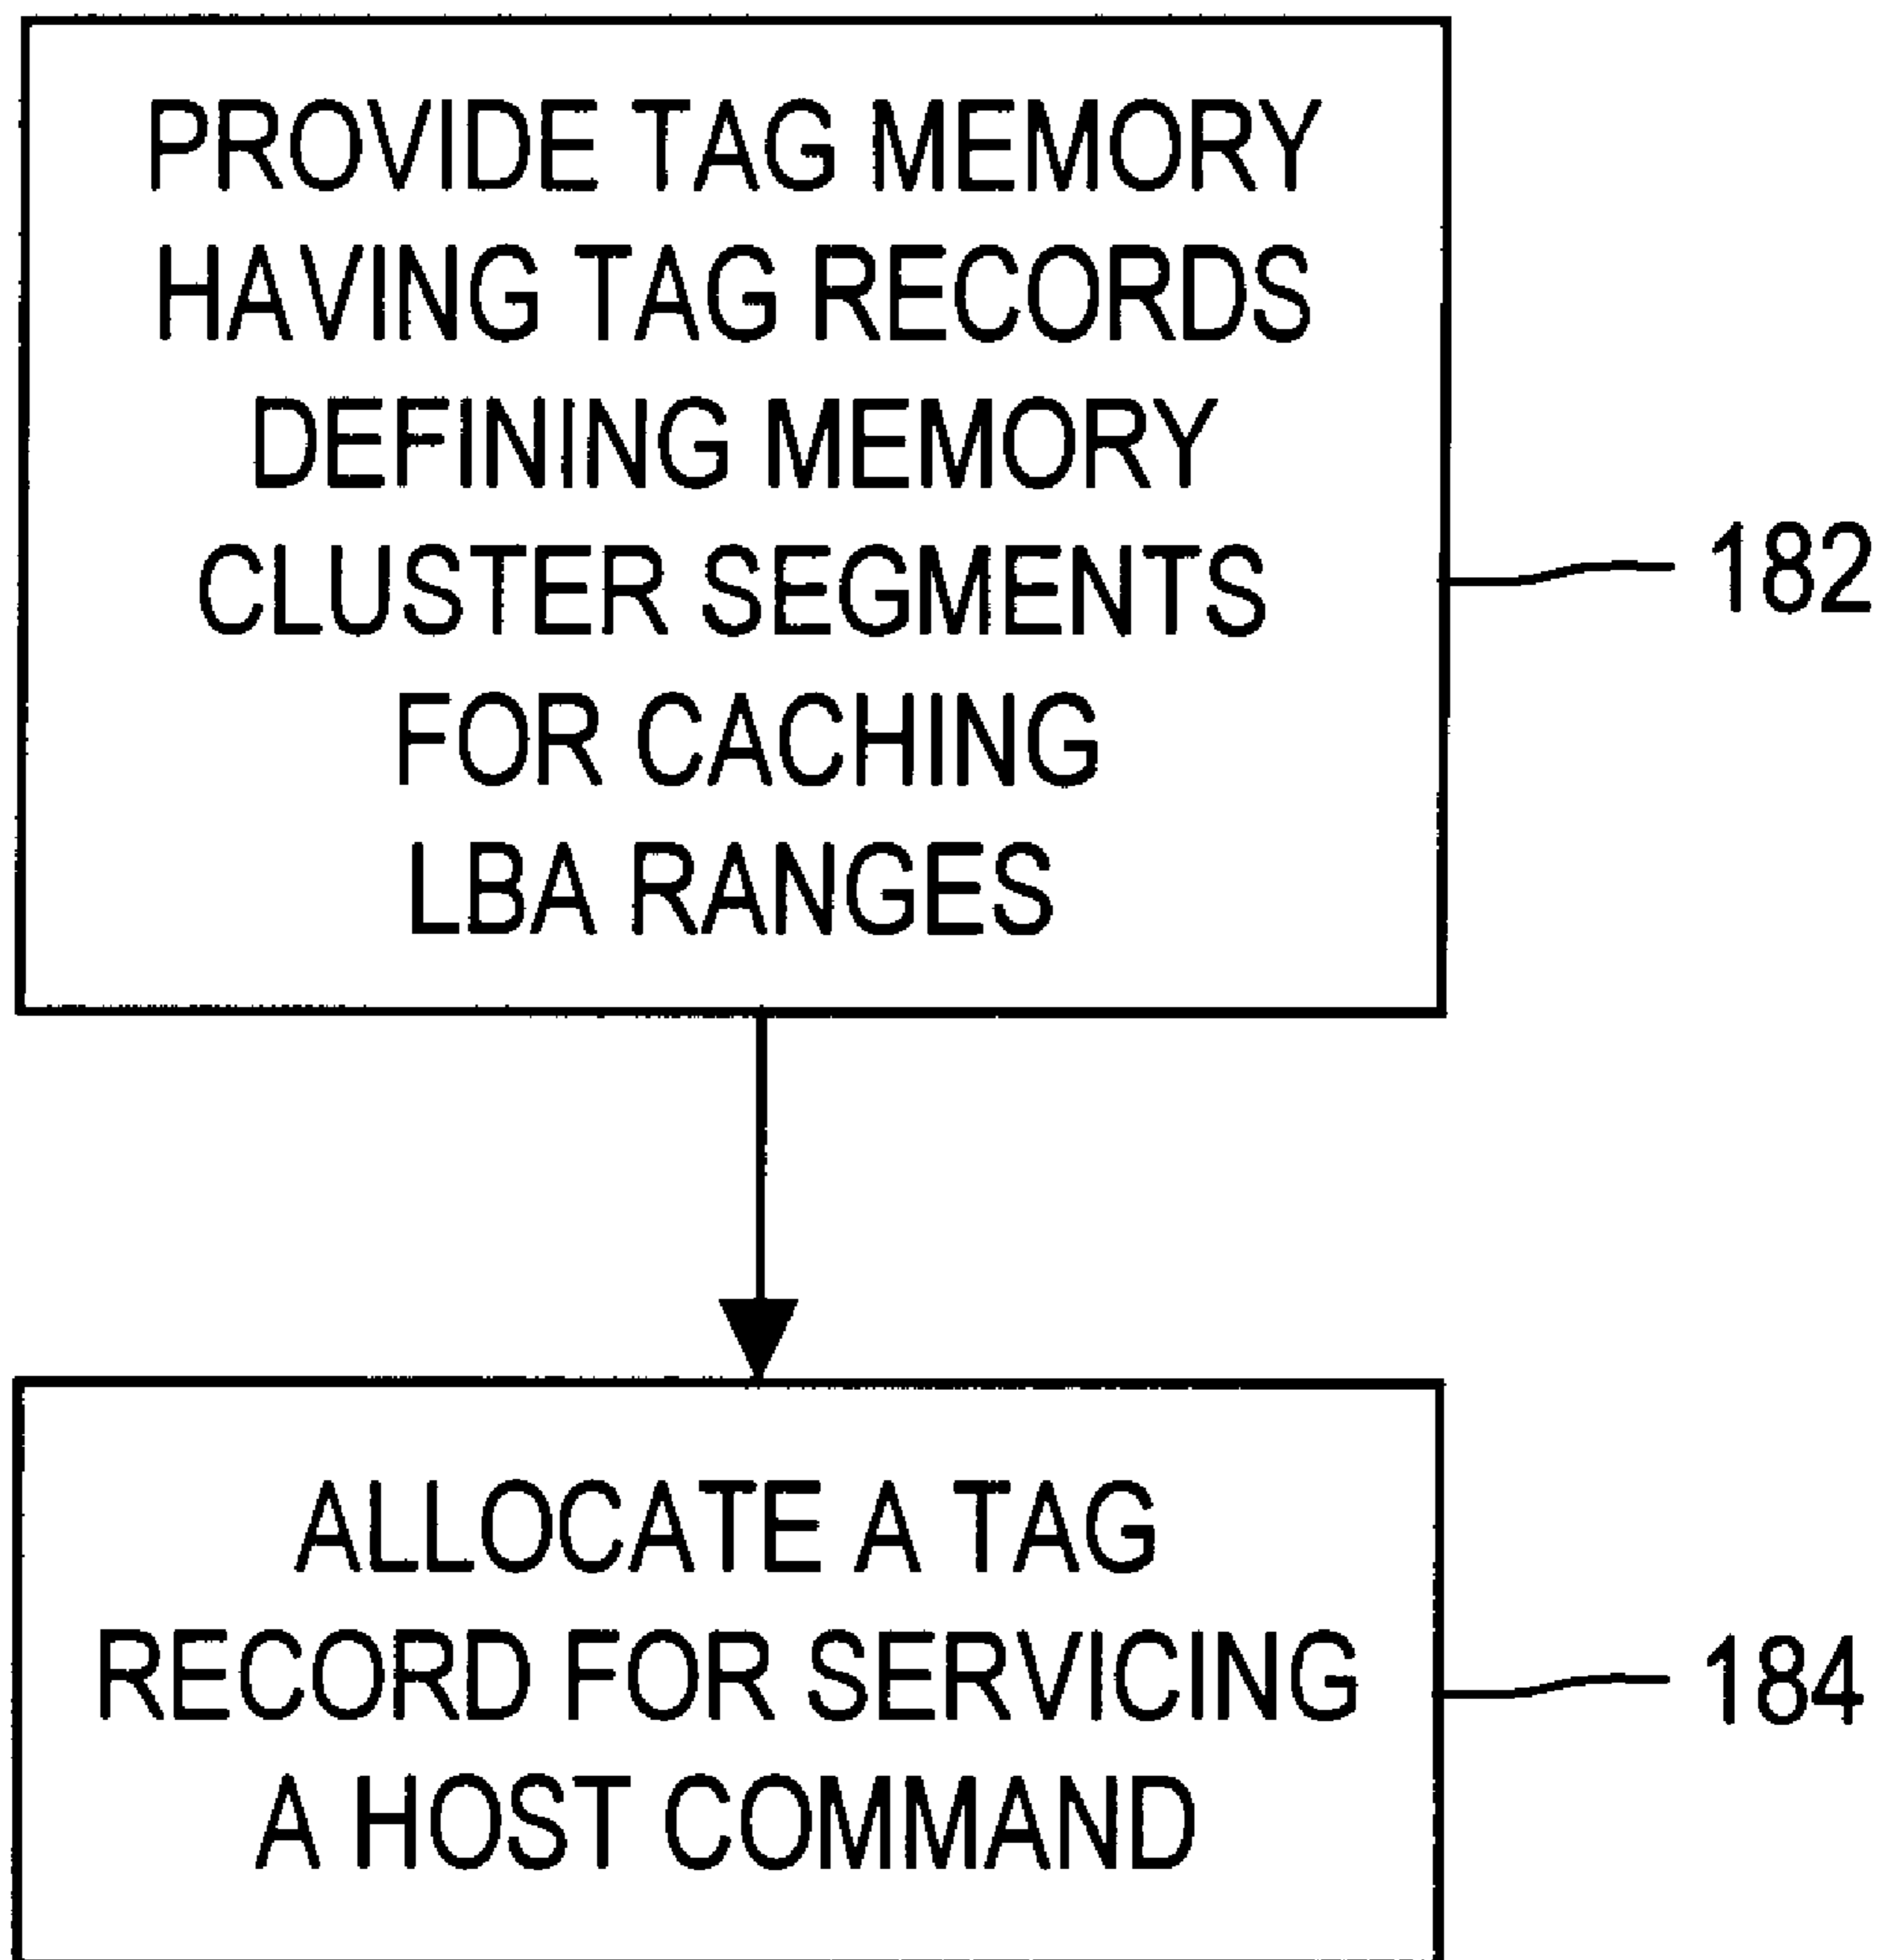 PROVIDE TAG MEMORY
HAVING TAG RECORDS
DEFINING MEMORY
CLUSTER SEGMENTS
FOR CACHING
LBA RANGES
182
ALLOCATE A TAG
RECORD FOR SERVICING
A HOST COMMAND
184